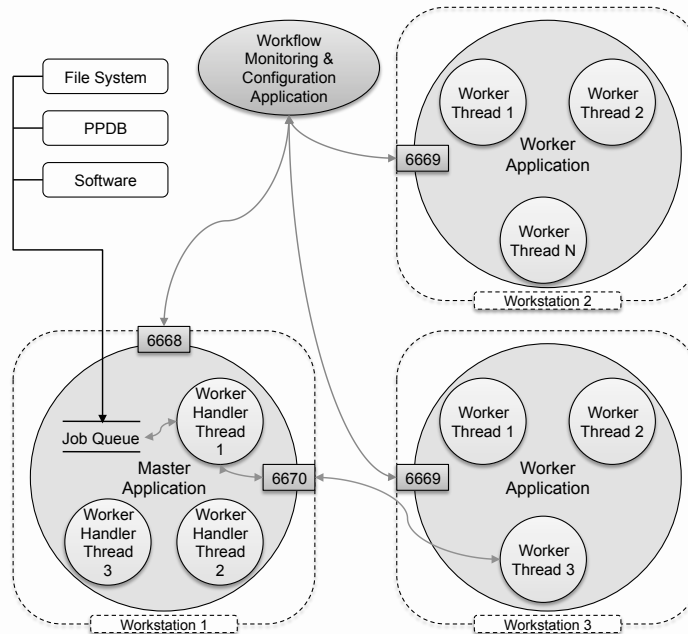 Workflow
Monitoring &
Configuration
Application
File System
PPDB
Software
Worker
Thread 1
Worker
Thread 2
6669
Worker
Application
Worker
Thread N
Workstation 2
6668
Worker
Handler
Thread
1
Job Queue
Master
Application
6670
Worker
Handler
Thread
3
Worker
Handler
Thread
2
Workstation 1
Worker
Thread 1
Worker
Thread 2
6669
Worker
Application
Worker
Thread 3
Workstation 3